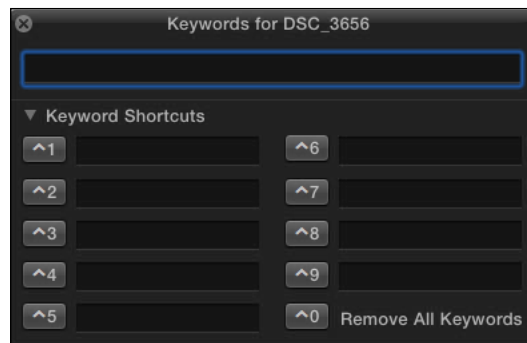 Keywords for DSC_3656
Keyword Shortcuts
^1 ^6
^2 ^7
^3 ^8
^4 ^9
^5 ^0 Remove All Keywords